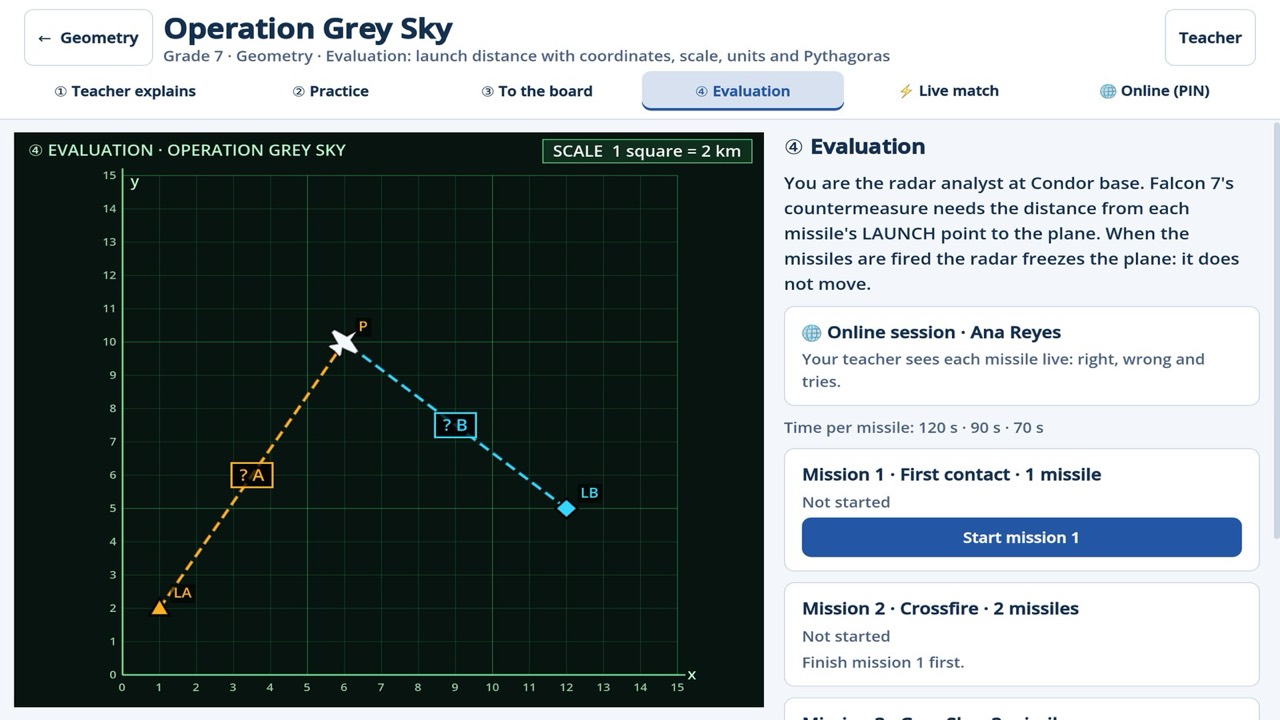 ← Geometry
Operation Grey Sky
Grade 7 · Geometry · Evaluation: launch distance with coordinates, scale, units and Pythagoras
Teacher
① Teacher explains
② Practice
③ To the board
④ Evaluation
⚡ Live match
🌐 Online (PIN)
④ EVALUATION · OPERATION GREY SKY
SCALE 1 square = 2 km
y
15
14
13
12
11
10
9
8
7
6
5
4
3
2
1
0
P
? B
? A
LB
LA
x
0 1 2 3 4 5 6 7 8 9 10 11 12 13 14 15
④ Evaluation
You are the radar analyst at Condor base. Falcon 7's
countermeasure needs the distance from each
missile's LAUNCH point to the plane. When the
missiles are fired the radar freezes the plane: it does
not move.
🌐 Online session · Ana Reyes
Your teacher sees each missile live: right, wrong and
tries.
Time per missile: 120 s · 90 s · 70 s
Mission 1 · First contact · 1 missile
Not started
Start mission 1
Mission 2 · Crossfire · 2 missiles
Not started
Finish mission 1 first.